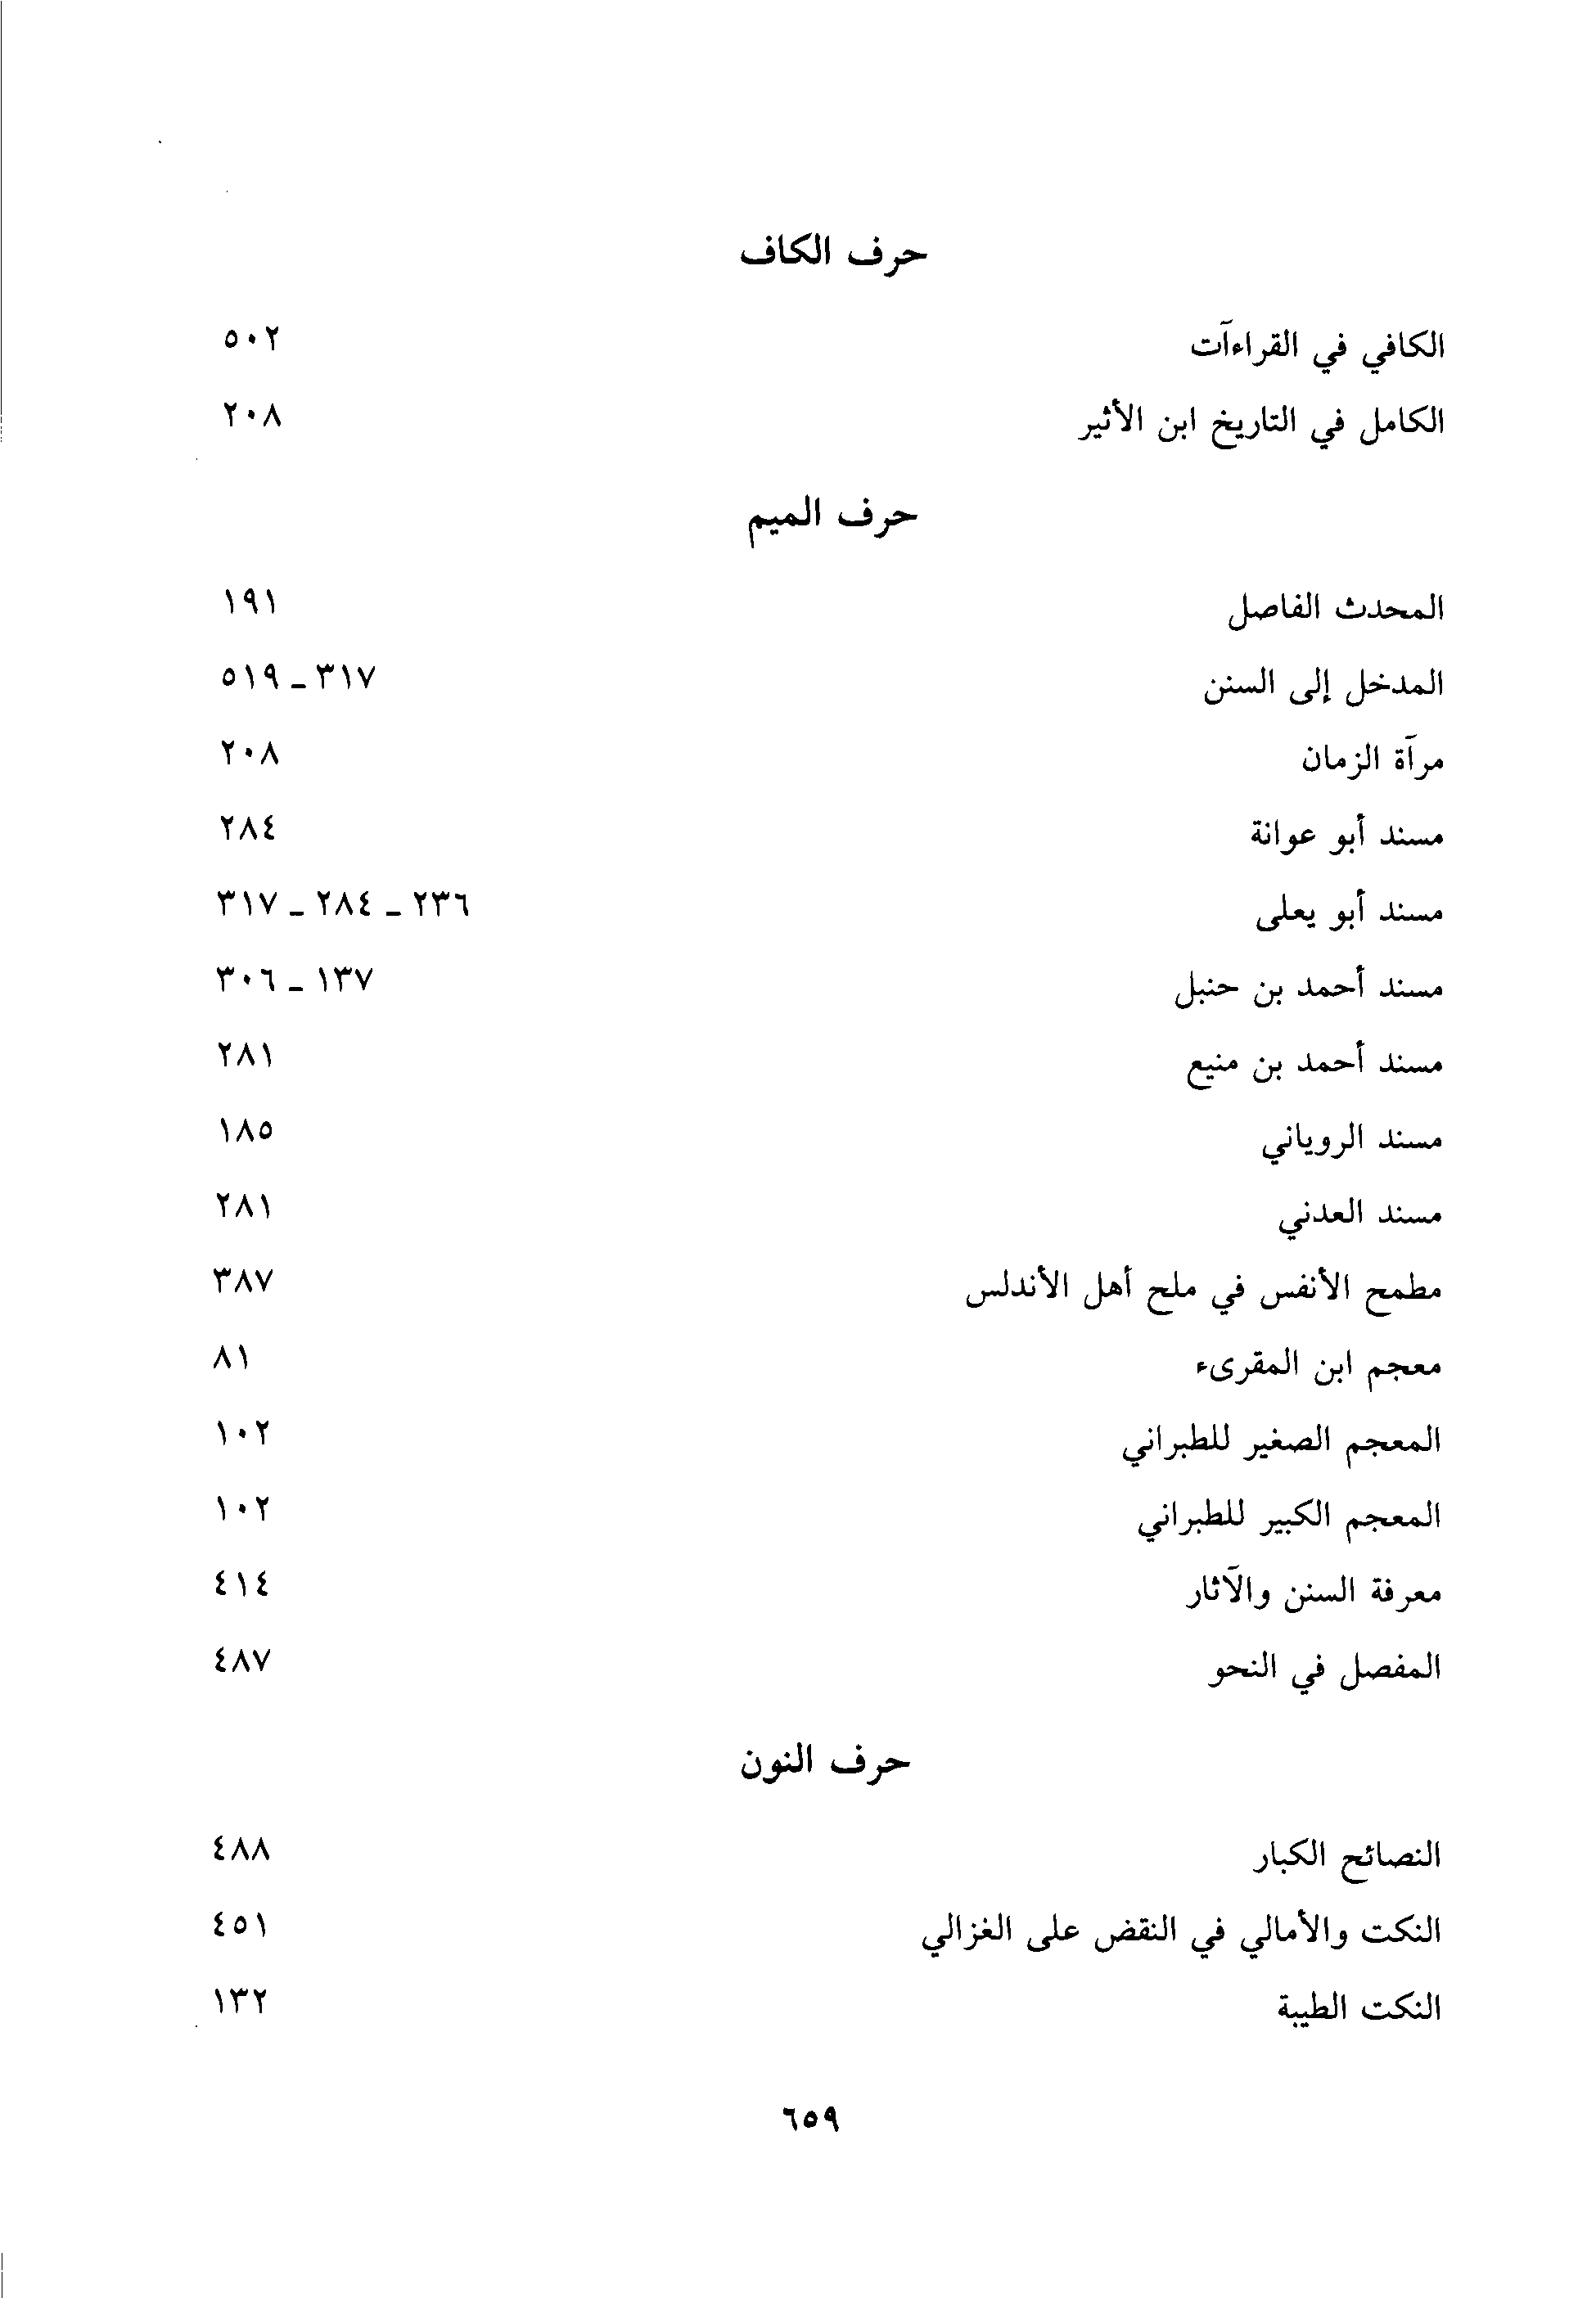 حرف الكاف
الكافي في القراءآت ٥٠٢
الكامل في التاريخ ابن الأثير ٢٠٨
حرف الميم
المحدث الفاصل ١٩١
المدخل إلى السنن ٣١٧ ـ ٥١٩
مرآة الزمان ٢٠٨
مسند أبو عوانة ٢٨٤
مسند أبو يعلى ٢٣٦ ـ ٢٨٤ ـ ٣١٧
مسند أحمد بن حنبل ١٣٧ ـ ٣٠٦
مسند أحمد بن منيع ٢٨١
مسند الروياني ١٨٥
مسند العدني ٢٨١
مطمح الأنفس في ملح أهل الأندلس ٣٨٧
معجم ابن المقرىء ٨١
المعجم الصغير للطبراني ١٠٢
المعجم الكبير للطبراني ١٠٢
معرفة السنن والآثار ٤١٤
المفصل في النحو ٤٨٧
حرف النون
النصائح الكبار ٤٨٨
النكت والأمالي في النقض على الغزالي ٤٥١
النكت الطيبة ١٣٢
٦٥٩